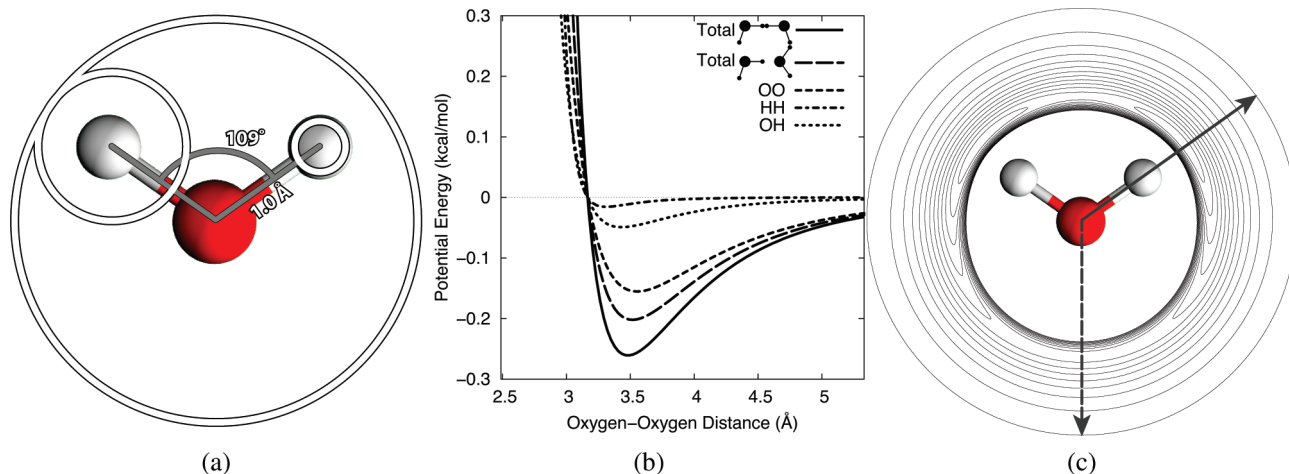 109°
1.0Å
(a)
Potential Energy (kcal/mol)
0.3
0.2
0.1
0
−0.1
−0.2
−0.3
2.5 3 3.5 4 4.5 5
Oxygen−Oxygen Distance (Å)
Total
Total
OO
HH
OH
(b)
(c)